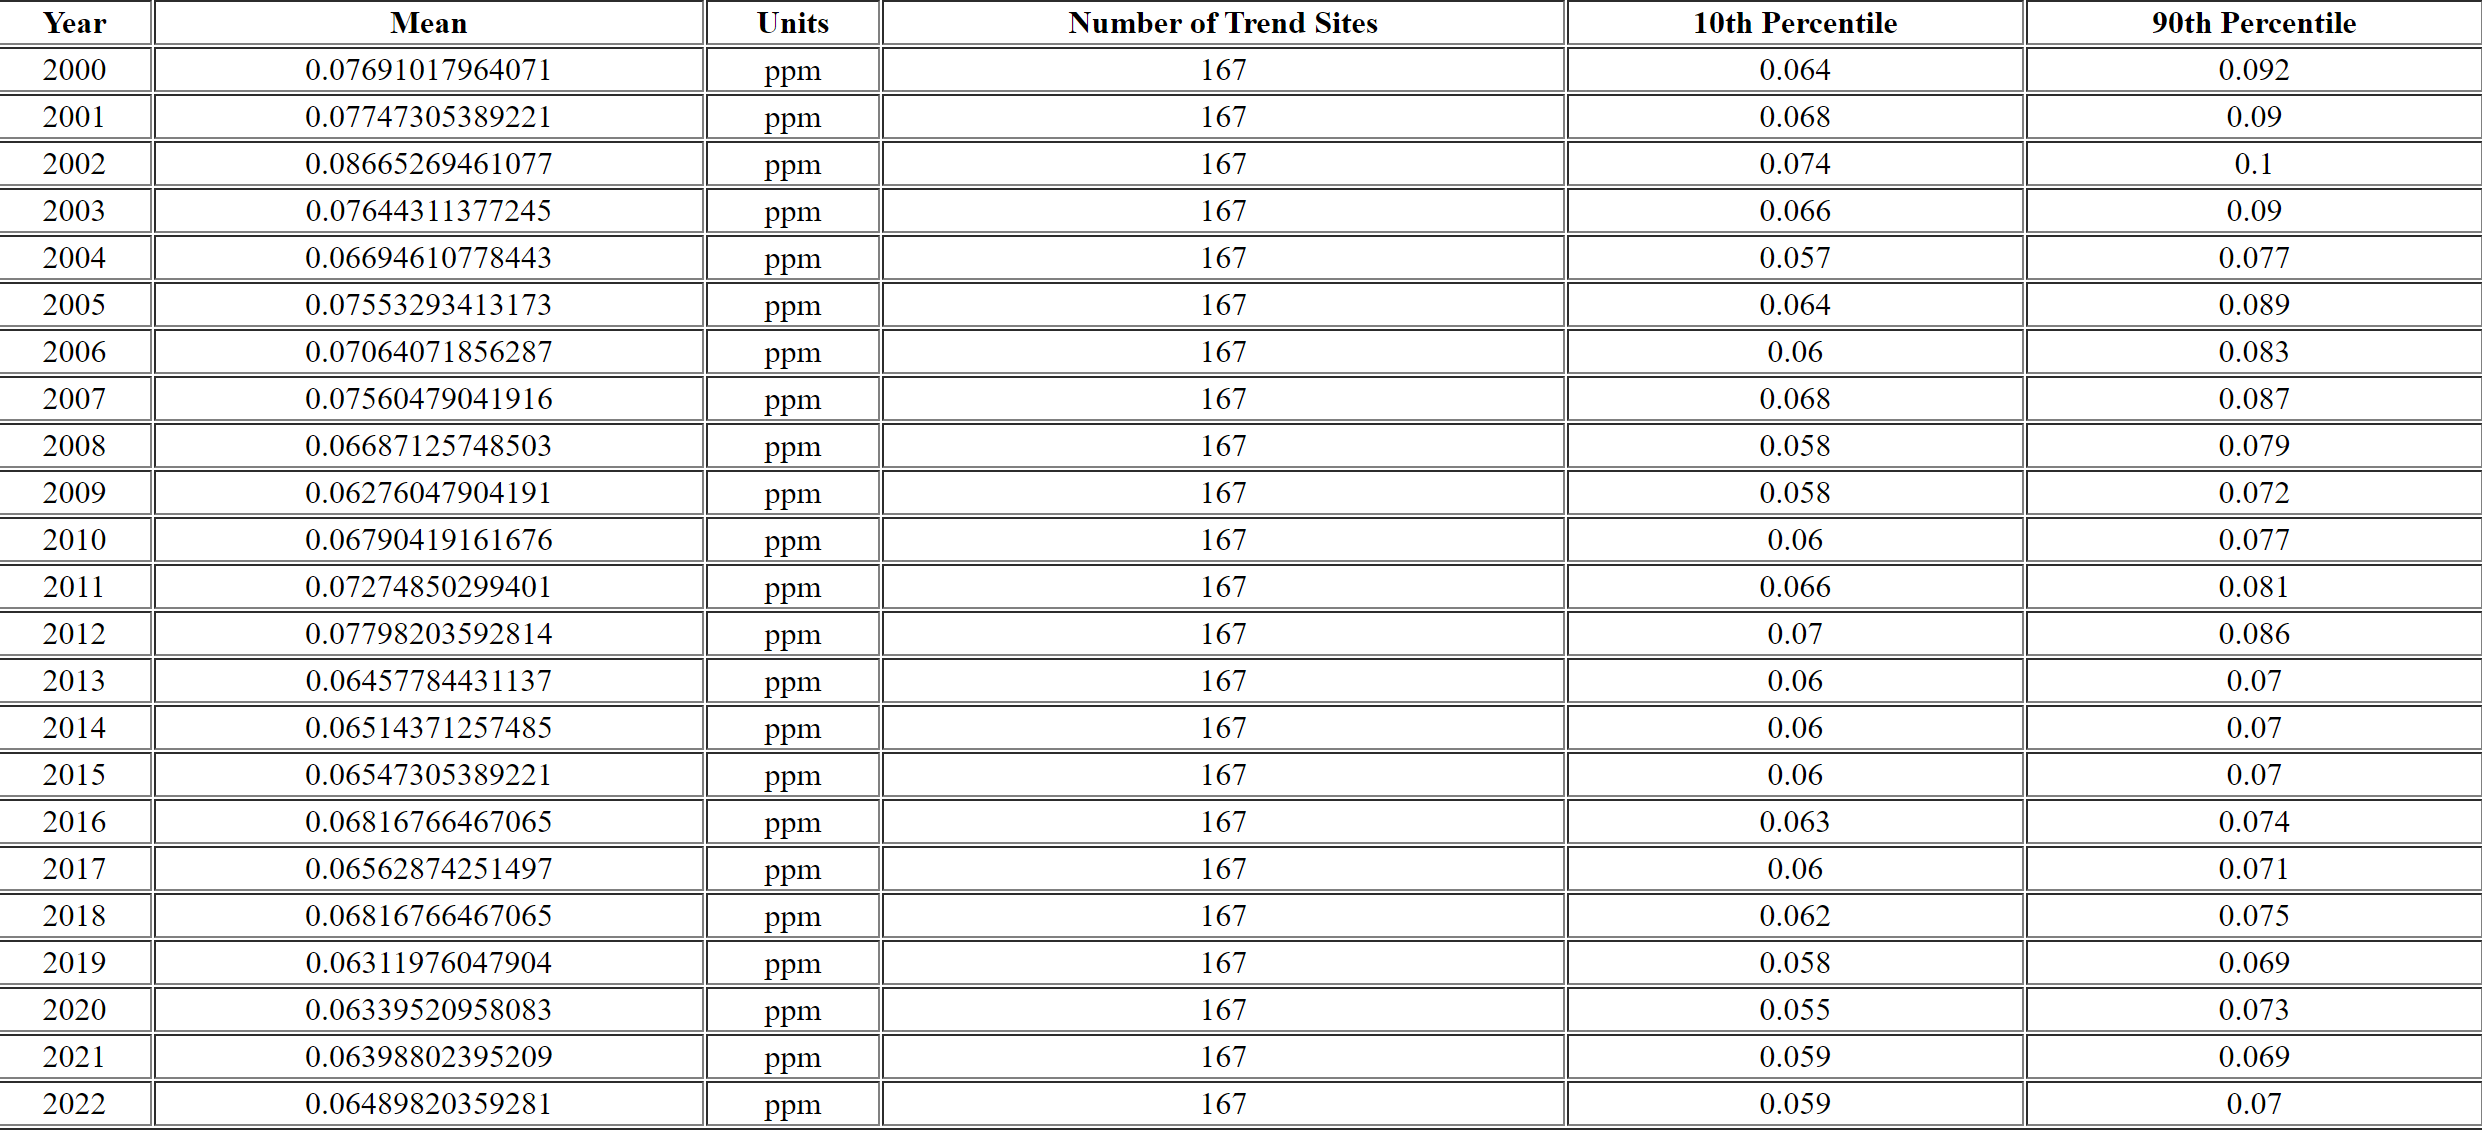 Year Mean Units Number of Trend Sites 10th Percentile 90th Percentile
2000 0.07691017964071 ppm 167 0.064 0.092
2001 0.07747305389221 ppm 167 0.068 0.09
2002 0.08665269461077 ppm 167 0.074 0.1
2003 0.07644311377245 ppm 167 0.066 0.09
2004 0.06694610778443 ppm 167 0.057 0.077
2005 0.07553293413173 ppm 167 0.064 0.089
2006 0.07064071856287 ppm 167 0.06 0.083
2007 0.07560479041916 ppm 167 0.068 0.087
2008 0.06687125748503 ppm 167 0.058 0.079
2009 0.06276047904191 ppm 167 0.058 0.072
2010 0.06790419161676 ppm 167 0.06 0.077
2011 0.07274850299401 ppm 167 0.066 0.081
2012 0.07798203592814 ppm 167 0.07 0.086
2013 0.06457784431137 ppm 167 0.06 0.07
2014 0.06514371257485 ppm 167 0.06 0.07
2015 0.06547305389221 ppm 167 0.06 0.07
2016 0.06816766467065 ppm 167 0.063 0.074
2017 0.06562874251497 ppm 167 0.06 0.071
2018 0.06816766467065 ppm 167 0.062 0.075
2019 0.06311976047904 ppm 167 0.058 0.069
2020 0.06339520958083 ppm 167 0.055 0.073
2021 0.06398802395209 ppm 167 0.059 0.069
2022 0.06489820359281 ppm 167 0.059 0.07